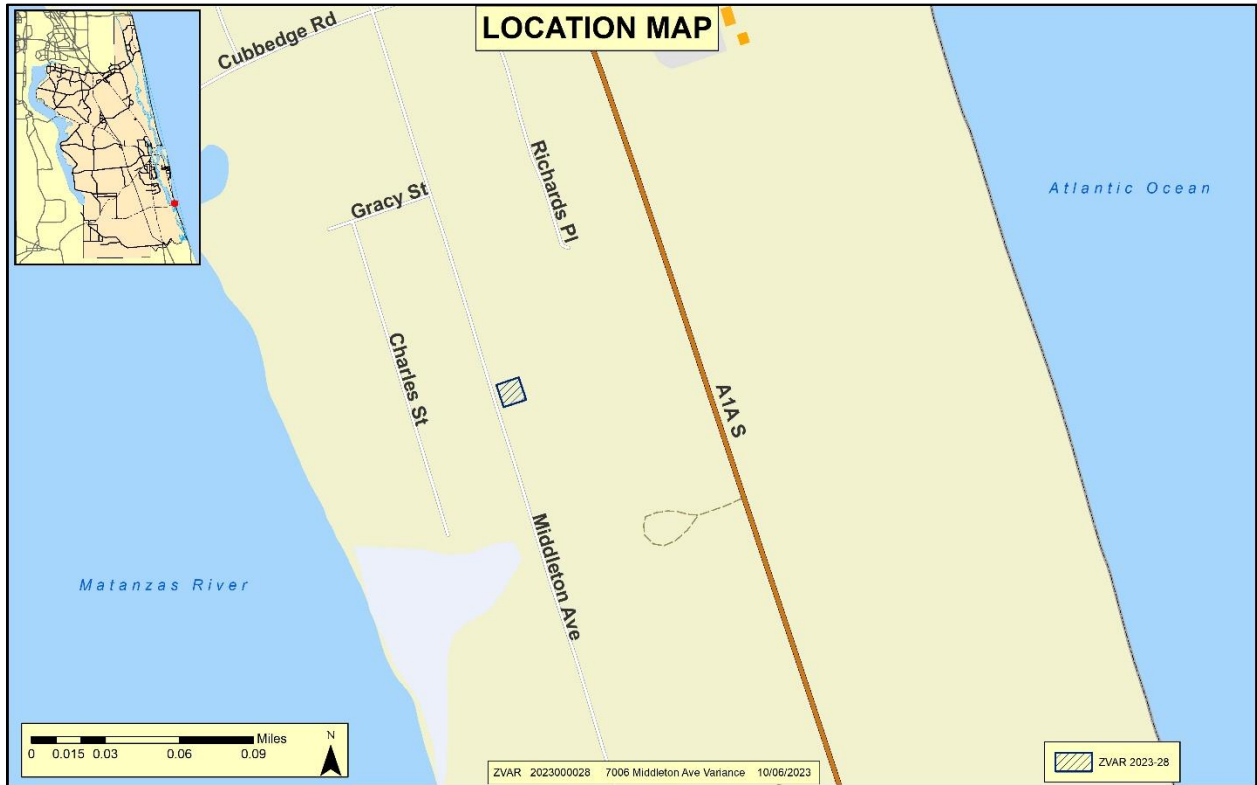 LOCATION MAP
Cubbedge Rd
Richards Pl
Gracy St
Atlantic Ocean
Charles St
A1A S
Middleton Ave
Matanzas River
Miles
0 0.015 0.03 0.06 0.09
N
ZVAR 2023000028 7006 Middleton Ave Variance 10/06/2023
ZVAR 2023-28